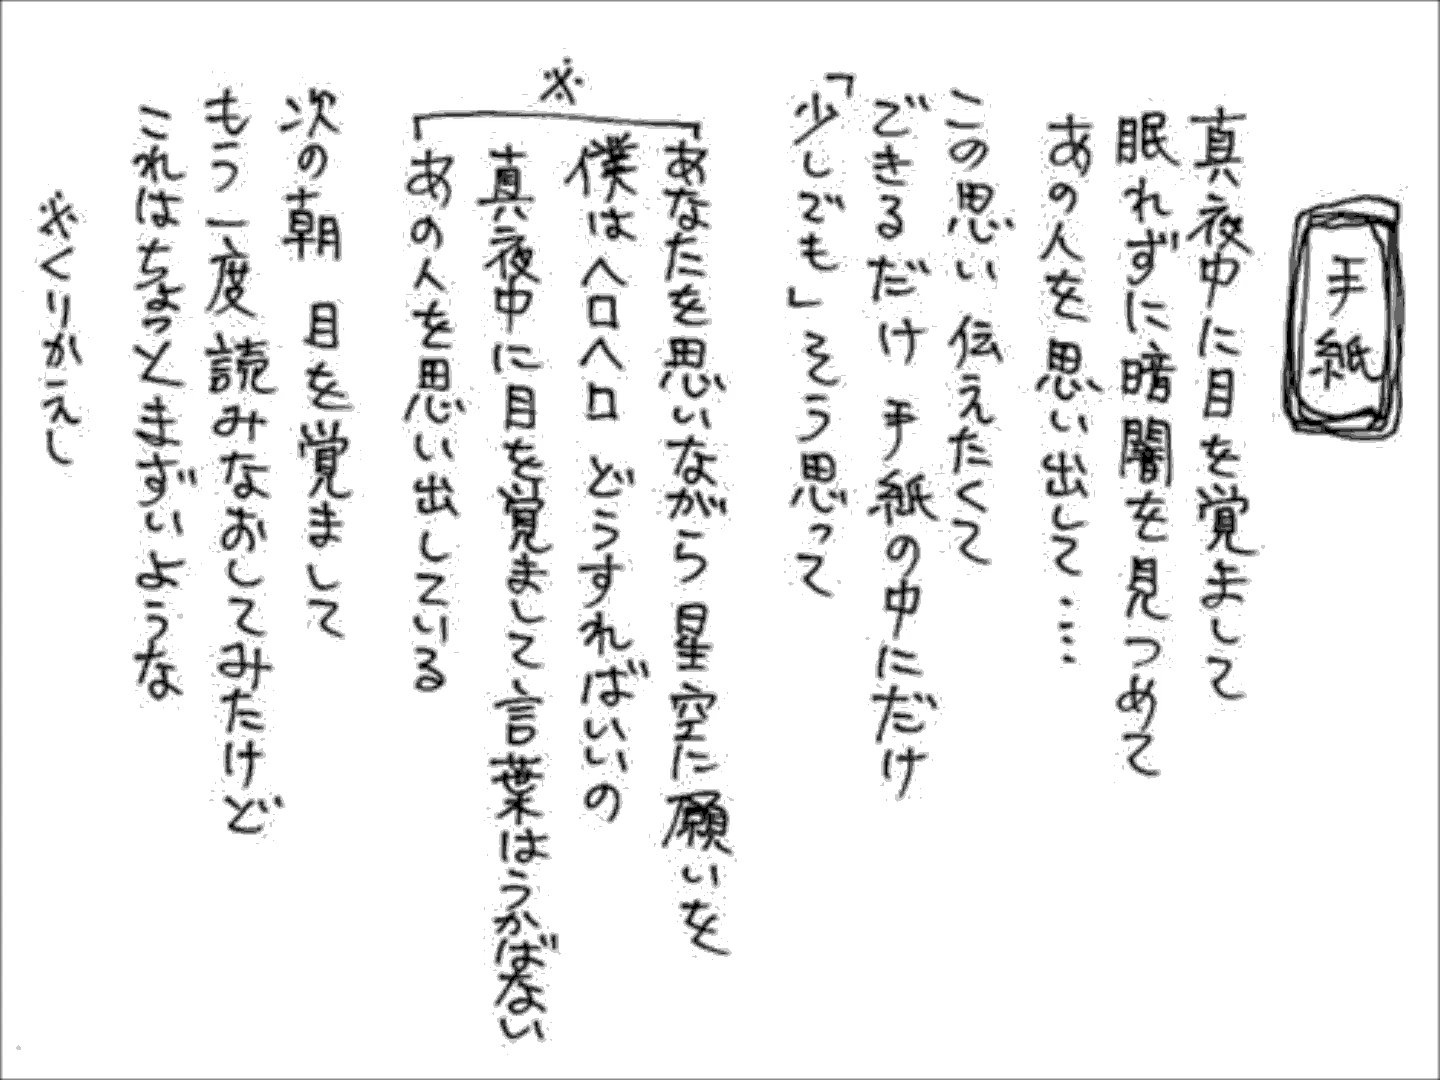 手紙
真夜中に目を覚まして
眠れずに暗闇を見つめて
あの人を思い出して・・・・
この思い 伝えたくて
できるだけ 手紙の中にだけ
「少しでも」そう思って
※
あなたを思いながら 星空に願いを
僕はヘロヘロ どうすればいいの
真夜中に目を覚まして 言葉はうかばない
あの人を思い出している
次の朝 目を覚まして
もう一度 読みなおしてみたけど
これはちょっとまずいような
※くりかえし